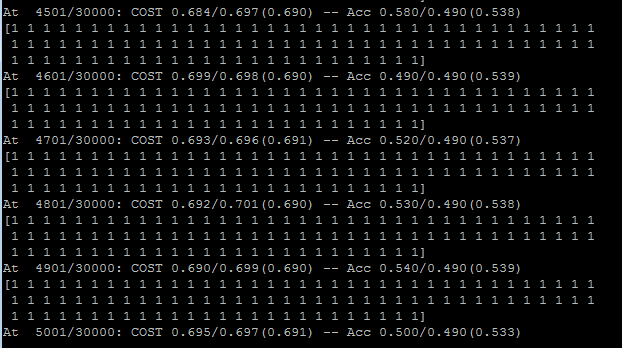 At  4501/30000: COST 0.684/0.697(0.690) -- Acc 0.580/0.490(0.538)
[1 1 1 1 1 1 1 1 1 1 1 1 1 1 1 1 1 1 1 1 1 1 1 1 1 1 1 1 1 1 1 1 1 1 1 1 1
 1 1 1 1 1 1 1 1 1 1 1 1 1 1 1 1 1 1 1 1 1 1 1 1 1 1 1 1 1 1 1 1 1 1 1 1 1
 1 1 1 1 1 1 1 1 1 1 1 1 1 1 1 1 1 1 1 1 1 1 1 1 1 1]
At  4601/30000: COST 0.699/0.698(0.690) -- Acc 0.490/0.490(0.539)
[1 1 1 1 1 1 1 1 1 1 1 1 1 1 1 1 1 1 1 1 1 1 1 1 1 1 1 1 1 1 1 1 1 1 1 1 1
 1 1 1 1 1 1 1 1 1 1 1 1 1 1 1 1 1 1 1 1 1 1 1 1 1 1 1 1 1 1 1 1 1 1 1 1 1
 1 1 1 1 1 1 1 1 1 1 1 1 1 1 1 1 1 1 1 1 1 1 1 1 1 1]
At  4701/30000: COST 0.693/0.696(0.691) -- Acc 0.520/0.490(0.537)
[1 1 1 1 1 1 1 1 1 1 1 1 1 1 1 1 1 1 1 1 1 1 1 1 1 1 1 1 1 1 1 1 1 1 1 1 1
 1 1 1 1 1 1 1 1 1 1 1 1 1 1 1 1 1 1 1 1 1 1 1 1 1 1 1 1 1 1 1 1 1 1 1 1 1
 1 1 1 1 1 1 1 1 1 1 1 1 1 1 1 1 1 1 1 1 1 1 1 1 1 1]
At  4801/30000: COST 0.692/0.701(0.690) -- Acc 0.530/0.490(0.538)
[1 1 1 1 1 1 1 1 1 1 1 1 1 1 1 1 1 1 1 1 1 1 1 1 1 1 1 1 1 1 1 1 1 1 1 1 1
 1 1 1 1 1 1 1 1 1 1 1 1 1 1 1 1 1 1 1 1 1 1 1 1 1 1 1 1 1 1 1 1 1 1 1 1 1
 1 1 1 1 1 1 1 1 1 1 1 1 1 1 1 1 1 1 1 1 1 1 1 1 1 1]
At  4901/30000: COST 0.690/0.699(0.690) -- Acc 0.540/0.490(0.539)
[1 1 1 1 1 1 1 1 1 1 1 1 1 1 1 1 1 1 1 1 1 1 1 1 1 1 1 1 1 1 1 1 1 1 1 1 1
 1 1 1 1 1 1 1 1 1 1 1 1 1 1 1 1 1 1 1 1 1 1 1 1 1 1 1 1 1 1 1 1 1 1 1 1 1
 1 1 1 1 1 1 1 1 1 1 1 1 1 1 1 1 1 1 1 1 1 1 1 1 1 1]
At  5001/30000: COST 0.695/0.697(0.691) -- Acc 0.500/0.490(0.533)